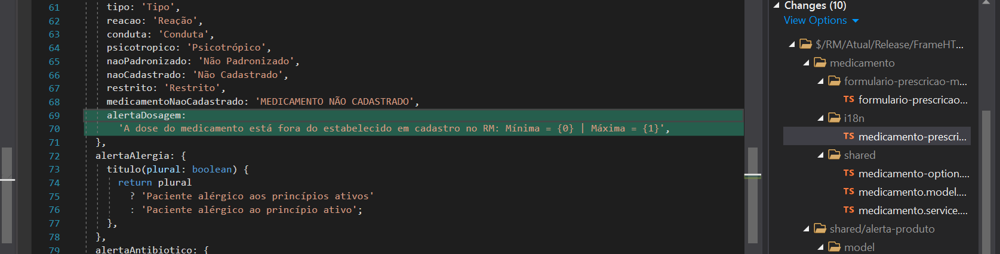 61 tipo: 'Tipo',
62 reacao: 'Reação',
63 conduta: 'Conduta',
64 psicotropico: 'Psicotrópico',
65 naoPadronizado: 'Não Padronizado',
66 naoCadastrado: 'Não Cadastrado',
67 restrito: 'Restrito',
68 medicamentoNaoCadastrado: 'MEDICAMENTO NÃO CADASTRADO',
69 alertaDosagem:
70 'A dose do medicamento está fora do estabelecido em cadastro no RM: Mínima = {0} | Máxima = {1}',
71 },
72 alertaAlergia: {
73 titulo(plural: boolean) {
74 return plural
75 ? 'Paciente alérgico aos princípios ativos'
76 : 'Paciente alérgico ao princípio ativo';
77 },
78 },
79 alertaAntibiotico: {
Changes (10)
View Options
$/RM/Atual/Release/FrameHT...
medicamento
formulario-prescricao-m...
TS formulario-prescricao...
i18n
TS medicamento-prescri...
shared
TS medicamento-option....
TS medicamento.model....
TS medicamento.service....
shared/alerta-produto
model